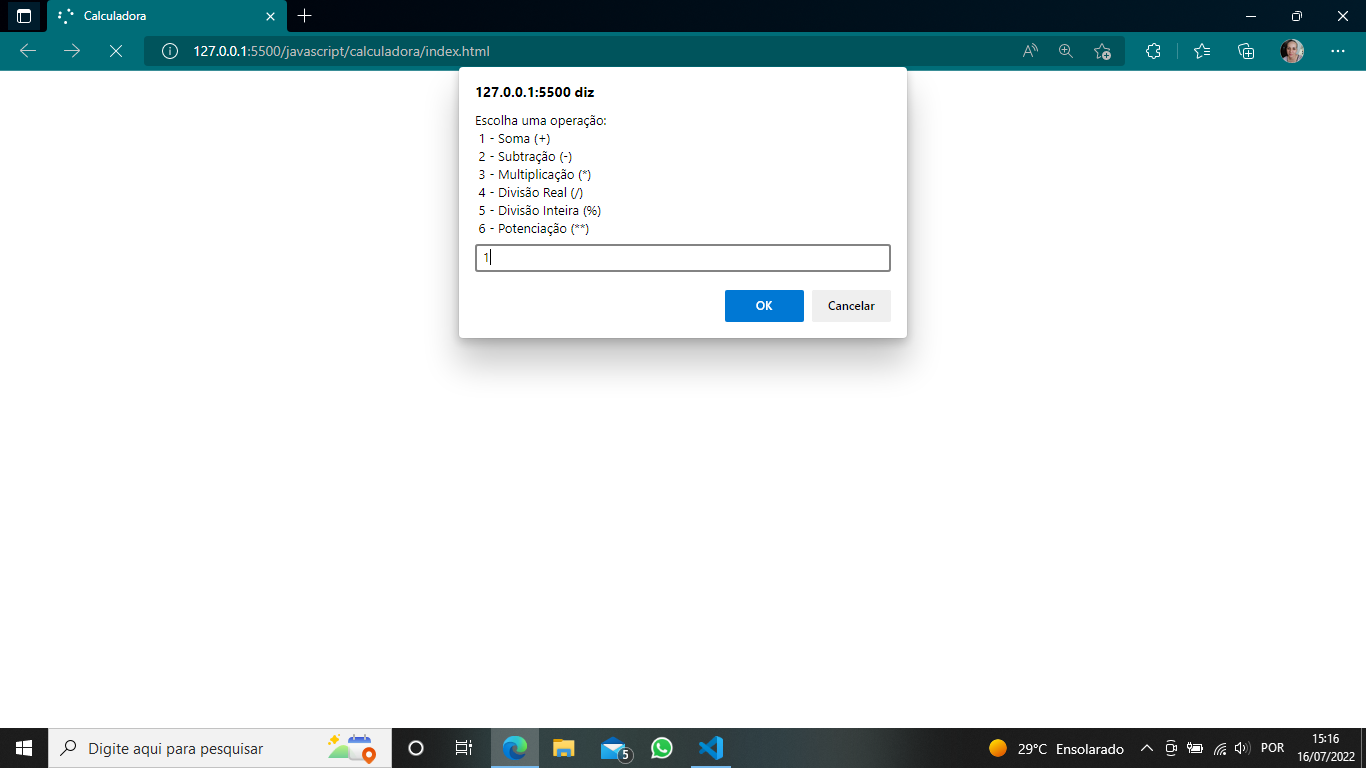 Calculadora
127.0.0.1:5500/javascript/calculadora/index.html
127.0.0.1:5500 diz
Escolha uma operação:
1 - Soma (+)
2 - Subtração (-)
3 - Multiplicação (*)
4 - Divisão Real (/)
5 - Divisão Inteira (%)
6 - Potenciação (**)
1
OK Cancelar
Digite aqui para pesquisar
5
29°C Ensolarado
POR
15:16
16/07/2022